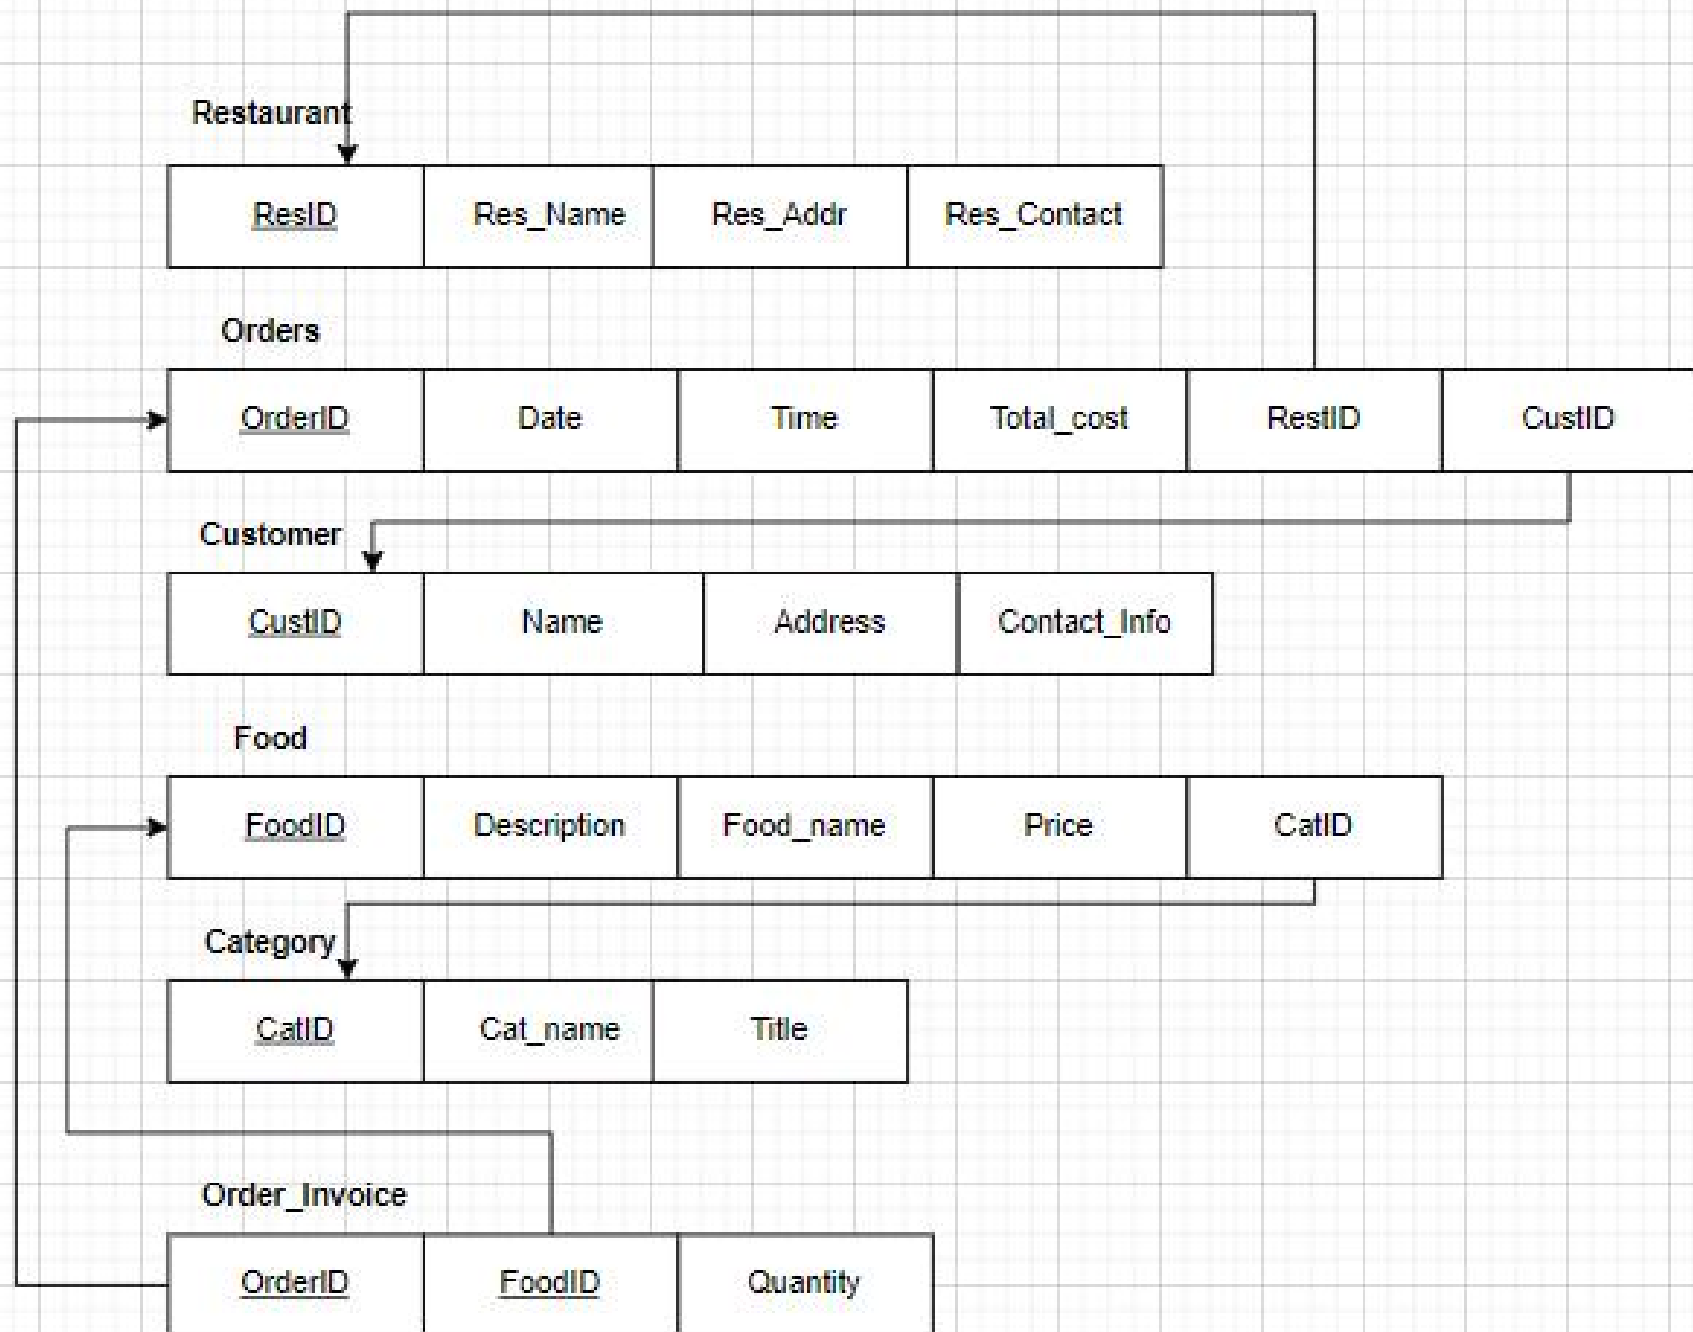 Restaurant
ResID Res_Name Res_Addr Res_Contact
Orders
OrderID Date Time Total_cost RestID CustID
Customer
CustID Name Address Contact_Info
Food
FoodID Description Food_name Price CatID
Category
CatID Cat_name Title
Order_Invoice
OrderID FoodID Quantity